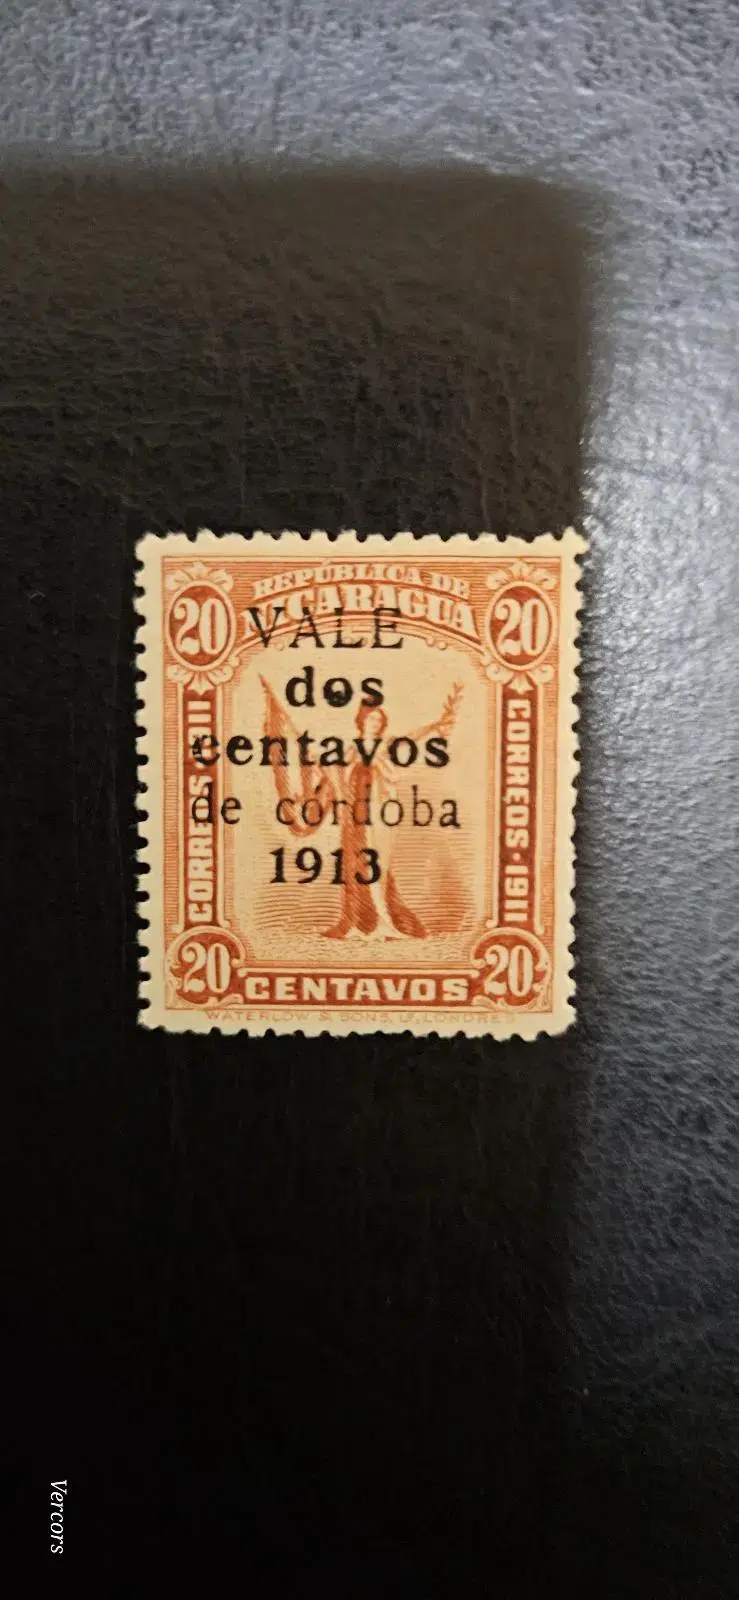 REPÚBLICA DE
NICARAGUA
20
20
VALE
dos
centavos
de córdoba
1913
CORREOS·1911
CORREOS·1911
20
CENTAVOS
20
WATERLOW & SONS, LD, LONDRES
Vercors